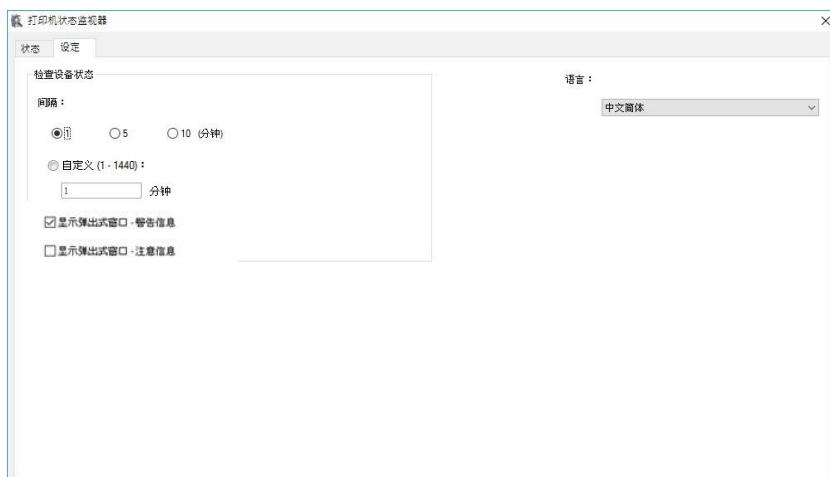 打印机状态监视器
状态 设定
检查设备状态
间隔：
1 5 10 (分钟)
自定义 (1 - 1440)：
1 分钟
显示弹出式窗口 - 警告信息
显示弹出式窗口 - 注意信息
语言：
中文简体